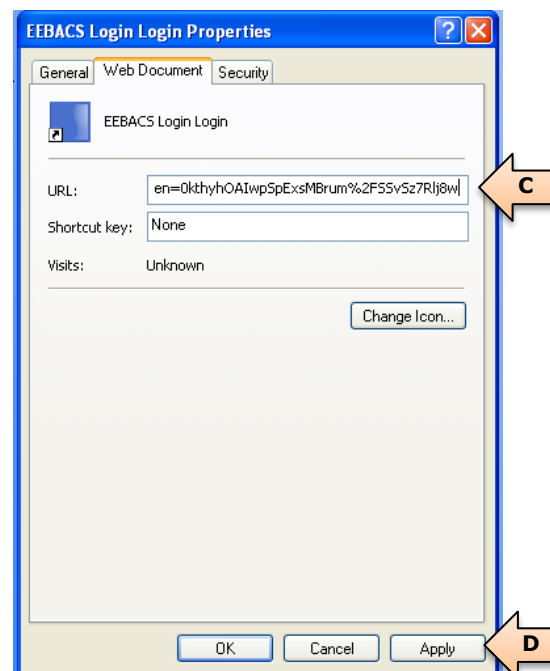 EEBACS Login Login Properties
General Web Document Security
EEBACS Login Login
URL: en=0kthyhOAIwpSpExsMBrum%2FSSvSz7Rlj8w C
Shortcut key: None
Visits: Unknown
Change Icon...
OK Cancel Apply D